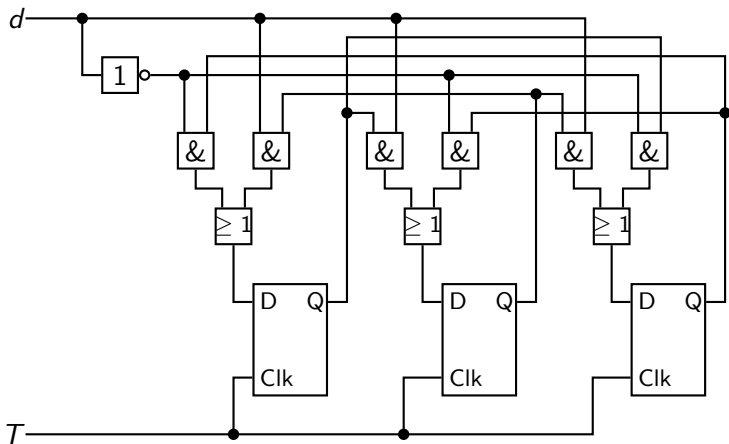 d
1
& & & & & &
≥ 1 ≥ 1 ≥ 1
D Q D Q D Q
Clk Clk Clk
T